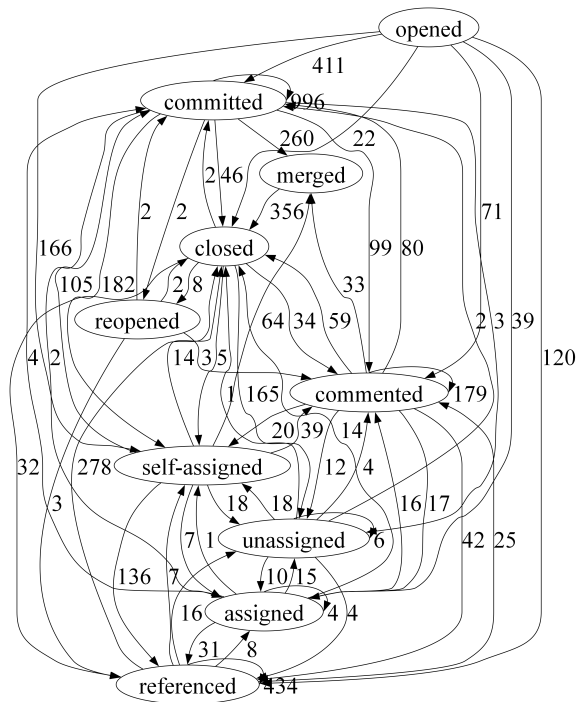 opened
411
committed
996
260 22
merged
2 46
356
71
2 2
closed
99 80
166
105 182
2 8
33
reopened
64 34 59
2 3 39
4 2
14 35
120
1 165
commented
179
20 39 14
32
3
278
self-assigned
12 4
18 18
16 17
7 1
unassigned
6
42 25
136
7
10 15
16
assigned
4 4
31 8
referenced
434